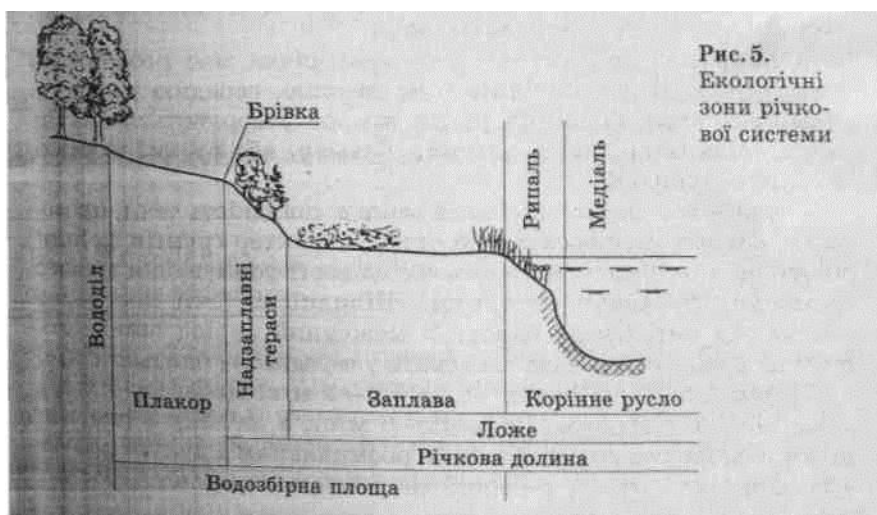 Рис. 5.
Екологічні
зони річко-
вої системи
Брівка
Рипаль
Медіаль
Вододіл
Надзаплавні
тераси
Плакор
Заплава
Корінне русло
Ложе
Річкова долина
Водозбірна площа